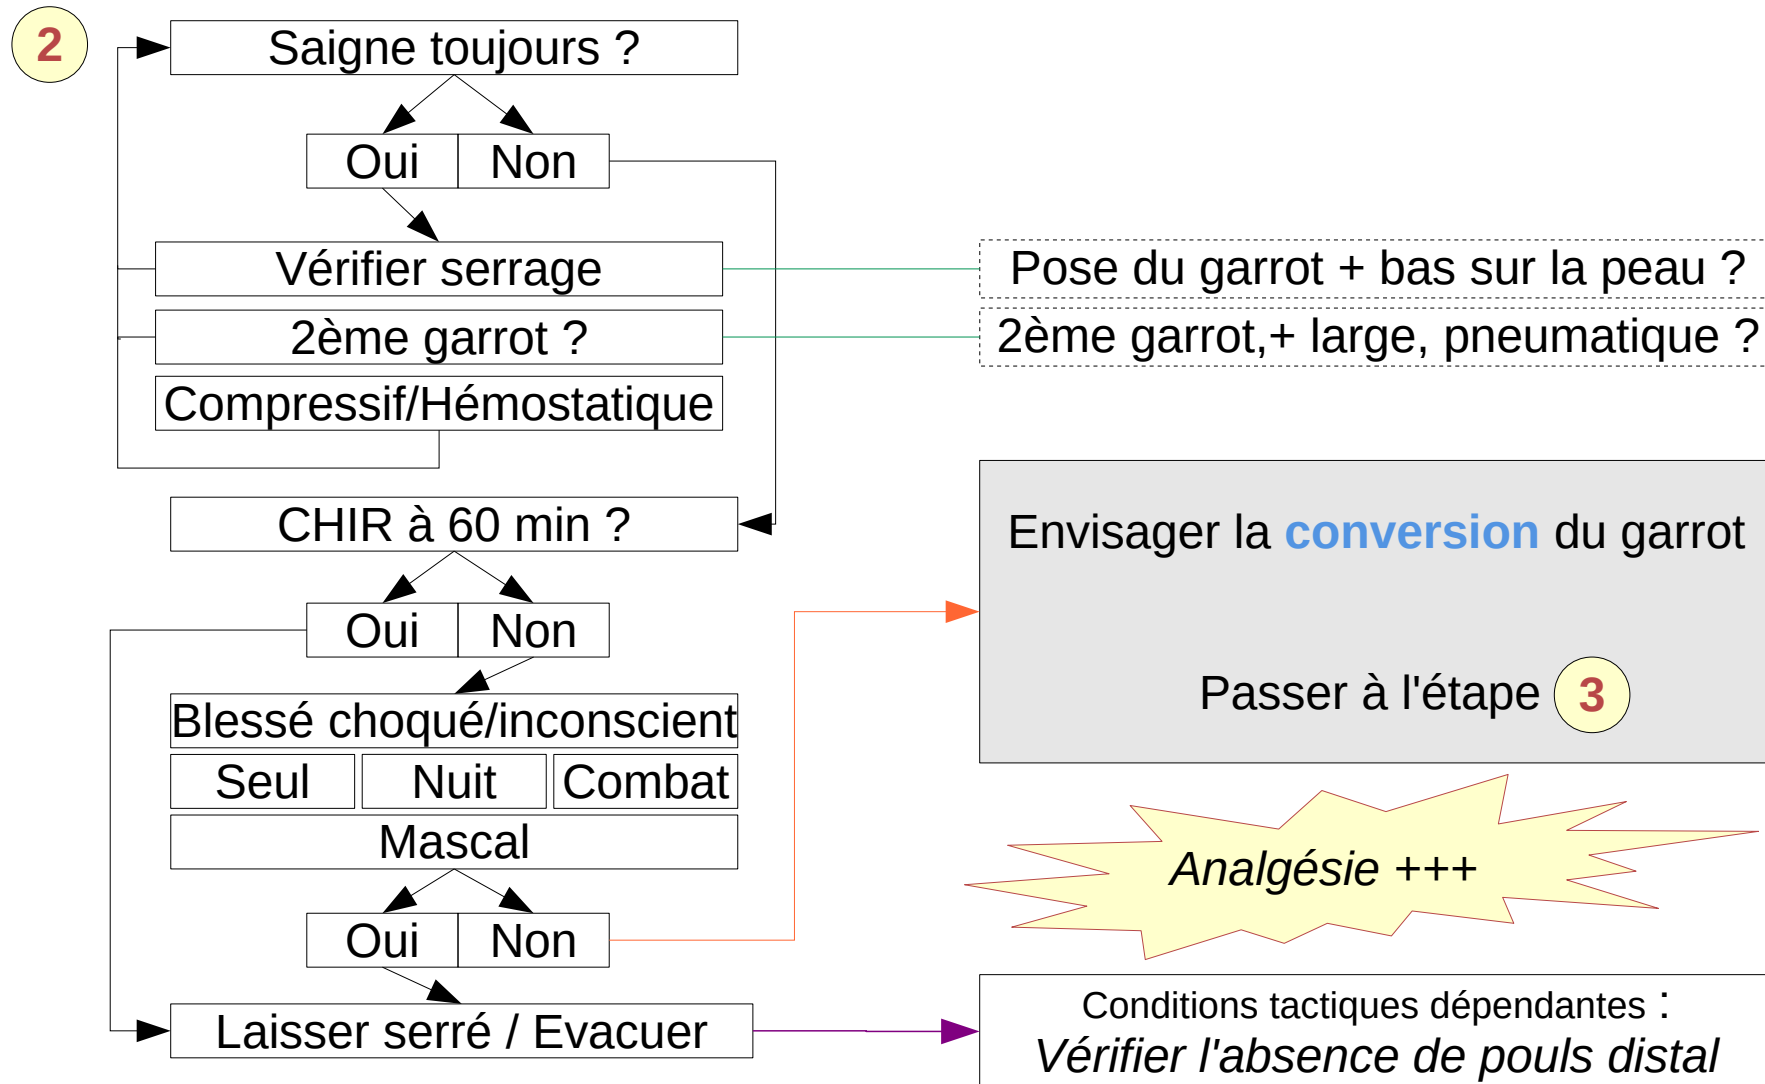 2
Saigne toujours ?
Oui
Non
Vérifier serrage
Pose du garrot + bas sur la peau ?
2ème garrot ?
2ème garrot,+ large, pneumatique ?
Compressif/Hémostatique
CHIR à 60 min ?
Oui
Non
Envisager la conversion du garrot
Passer à l'étape 3
Blessé choqué/inconscient
Seul
Nuit
Combat
Mascal
Analgésie +++
Oui
Non
Laisser serré / Evacuer
Conditions tactiques dépendantes :
Vérifier l'absence de pouls distal